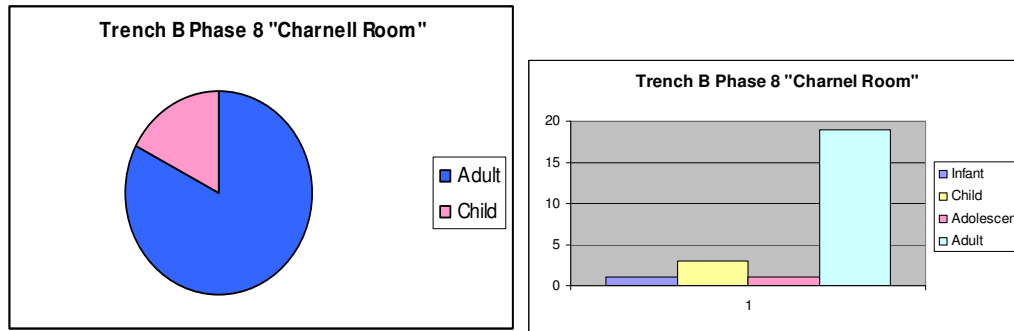 Trench B Phase 8 "Charnell Room"
Adult
Child
Trench B Phase 8 "Charnel Room"
20
15
10
5
0
1
Infant
Child
Adolescen
Adult